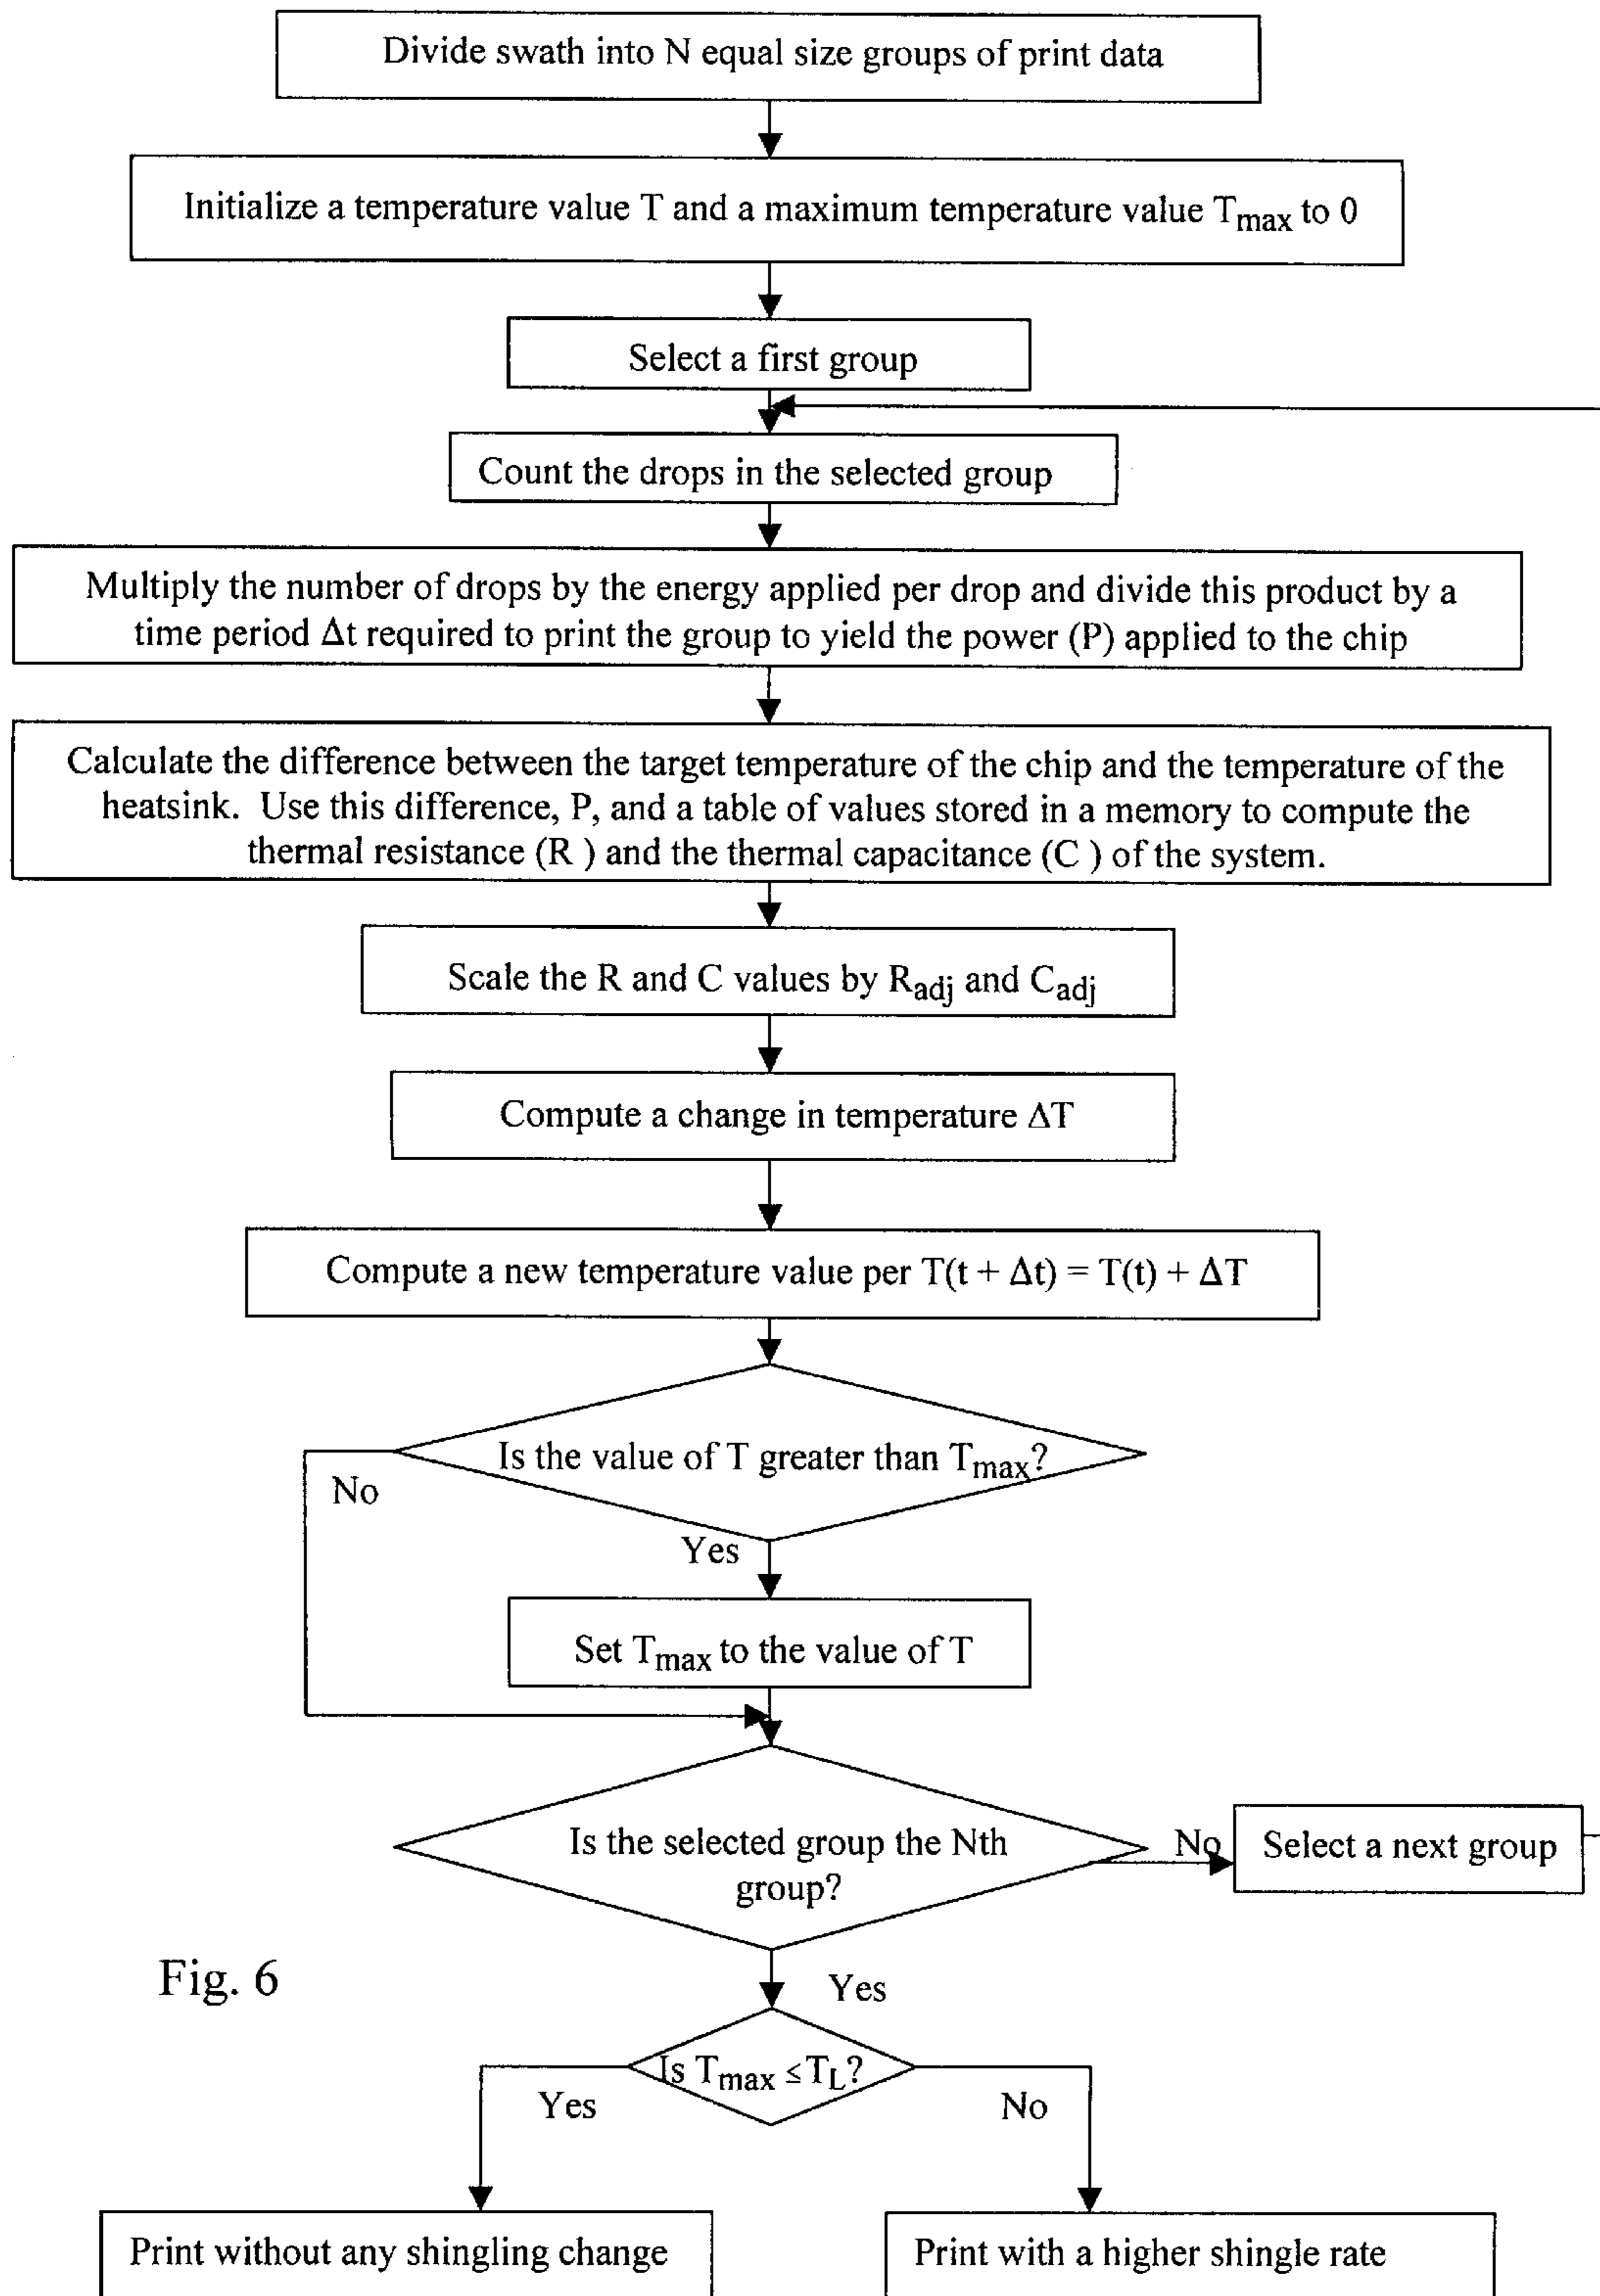 Divide swath into N equal size groups of print data
Initialize a temperature value T and a maximum temperature value Tmax to 0
Select a first group
Count the drops in the selected group
Multiply the number of drops by the energy applied per drop and divide this product by a
time period Δt required to print the group to yield the power (P) applied to the chip
Calculate the difference between the target temperature of the chip and the temperature of the
heatsink. Use this difference, P, and a table of values stored in a memory to compute the
thermal resistance (R ) and the thermal capacitance (C ) of the system.
Scale the R and C values by Radj and Cadj
Compute a change in temperature ΔT
Compute a new temperature value per T(t + Δt) = T(t) + ΔT
Is the value of T greater than Tmax?
No
Yes
Set Tmax to the value of T
Is the selected group the Nth
group?
No
Select a next group
Fig. 6
Yes
Is Tmax ≤TL?
Yes
No
Print without any shingling change
Print with a higher shingle rate